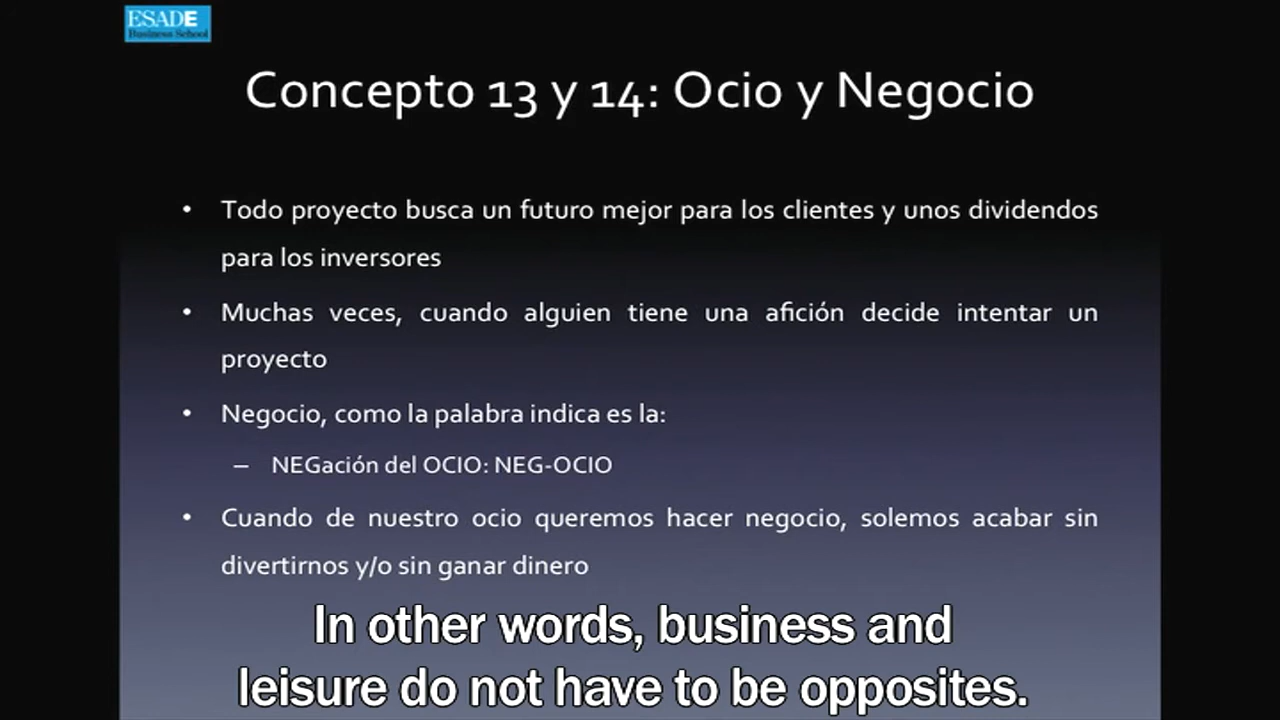 ESADE
Business School
Concepto 13 y 14: Ocio y Negocio
• Todo proyecto busca un futuro mejor para los clientes y unos dividendos
para los inversores
• Muchas veces, cuando alguien tiene una afición decide intentar un
proyecto
• Negocio, como la palabra indica es la:
– NEGación del OCIO: NEG-OCIO
• Cuando de nuestro ocio queremos hacer negocio, solemos acabar sin
divertirnos y/o sin ganar dinero
In other words, business and
leisure do not have to be opposites.